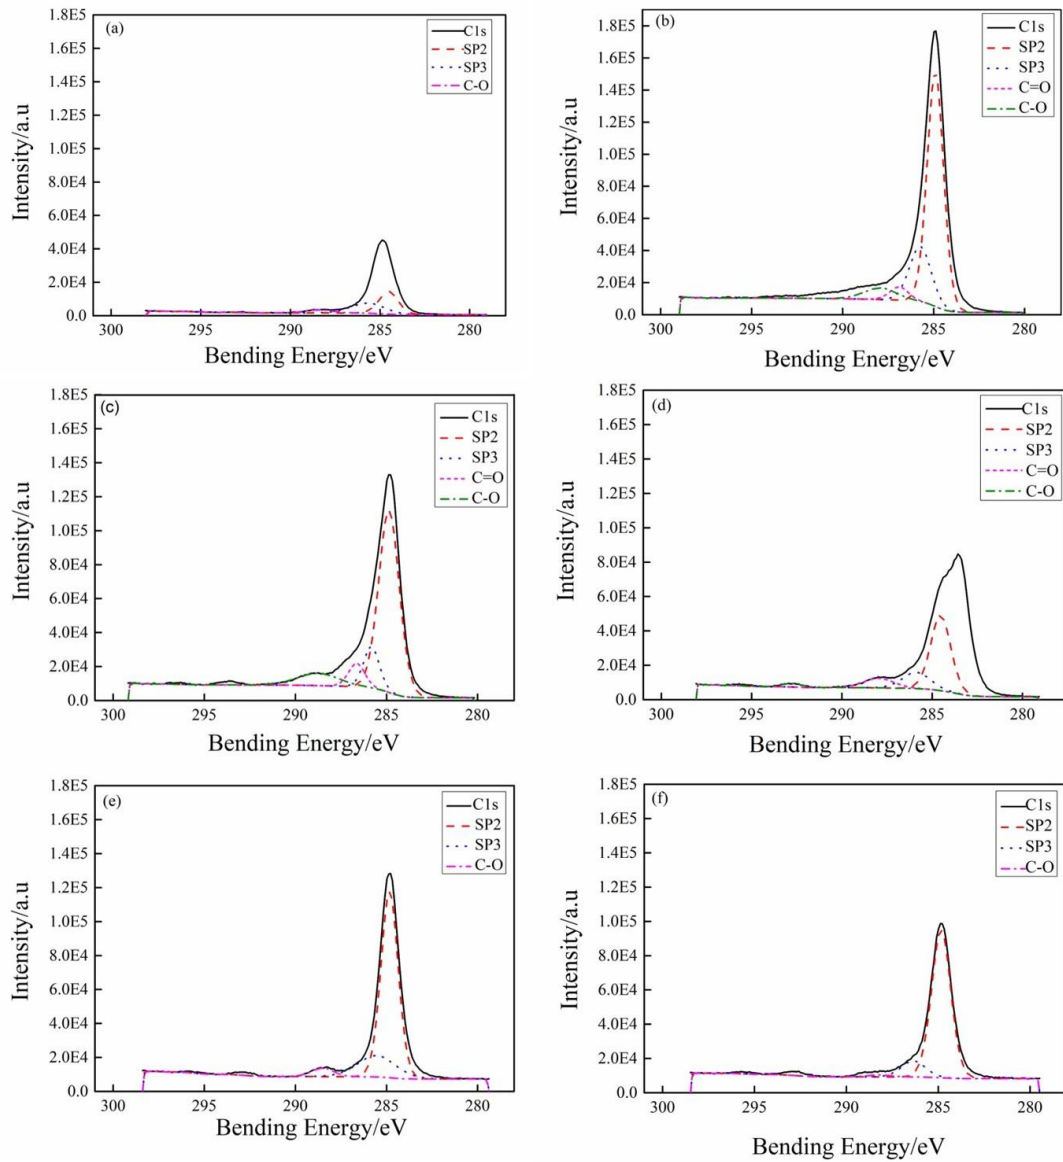 (a)
C1s
SP2
SP3
C-O
1.8E5
1.6E5
1.4E5
1.2E5
1.0E5
8.0E4
6.0E4
4.0E4
2.0E4
0.0
Intensity/a.u
300 295 290 285 280
Bending Energy/eV
(b)
C1s
SP2
SP3
C=O
C-O
1.8E5
1.6E5
1.4E5
1.2E5
1.0E5
8.0E4
6.0E4
4.0E4
2.0E4
0.0
Intensity/a.u
300 295 290 285 280
Bending Energy/eV
(c)
C1s
SP2
SP3
C=O
C-O
1.8E5
1.6E5
1.4E5
1.2E5
1.0E5
8.0E4
6.0E4
4.0E4
2.0E4
0.0
Intensity/a.u
300 295 290 285 280
Bending Energy/eV
(d)
C1s
SP2
SP3
C=O
C-O
1.8E5
1.6E5
1.4E5
1.2E5
1.0E5
8.0E4
6.0E4
4.0E4
2.0E4
0.0
Intensity/a.u
300 295 290 285 280
Bending Energy/eV
(e)
C1s
SP2
SP3
C-O
1.8E5
1.6E5
1.4E5
1.2E5
1.0E5
8.0E4
6.0E4
4.0E4
2.0E4
0.0
Intensity/a.u
300 295 290 285 280
Bending Energy/eV
(f)
C1s
SP2
SP3
C-O
1.8E5
1.6E5
1.4E5
1.2E5
1.0E5
8.0E4
6.0E4
4.0E4
2.0E4
0.0
Intensity/a.u
300 295 290 285 280
Bending Energy/eV